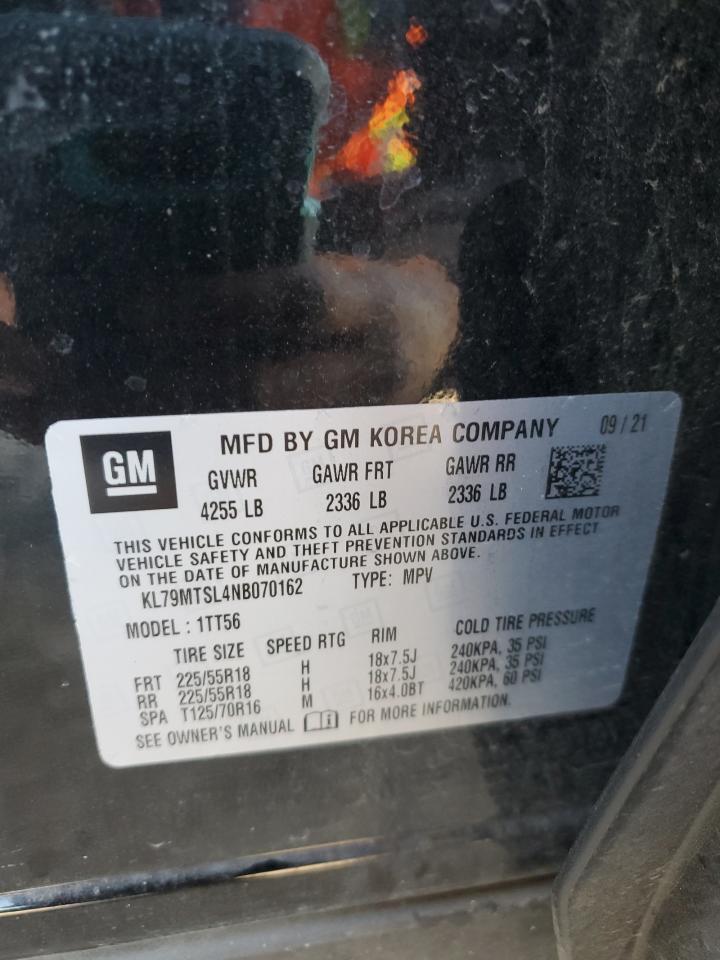 GM
MFD BY GM KOREA COMPANY 09 / 21
GVWR GAWR FRT GAWR RR
4255 LB 2336 LB 2336 LB
THIS VEHICLE CONFORMS TO ALL APPLICABLE U.S. FEDERAL MOTOR
VEHICLE SAFETY AND THEFT PREVENTION STANDARDS IN EFFECT
ON THE DATE OF MANUFACTURE SHOWN ABOVE.
KL79MTSL4NB070162 TYPE: MPV
MODEL : 1TT56
TIRE SIZE SPEED RTG RIM COLD TIRE PRESSURE
FRT 225/55R18 H 18x7.5J 240KPA, 35 PSI
RR 225/55R18 H 18x7.5J 240KPA, 35 PSI
SPA T125/70R16 M 16x4.0BT 420KPA, 60 PSI
SEE OWNER'S MANUAL FOR MORE INFORMATION.